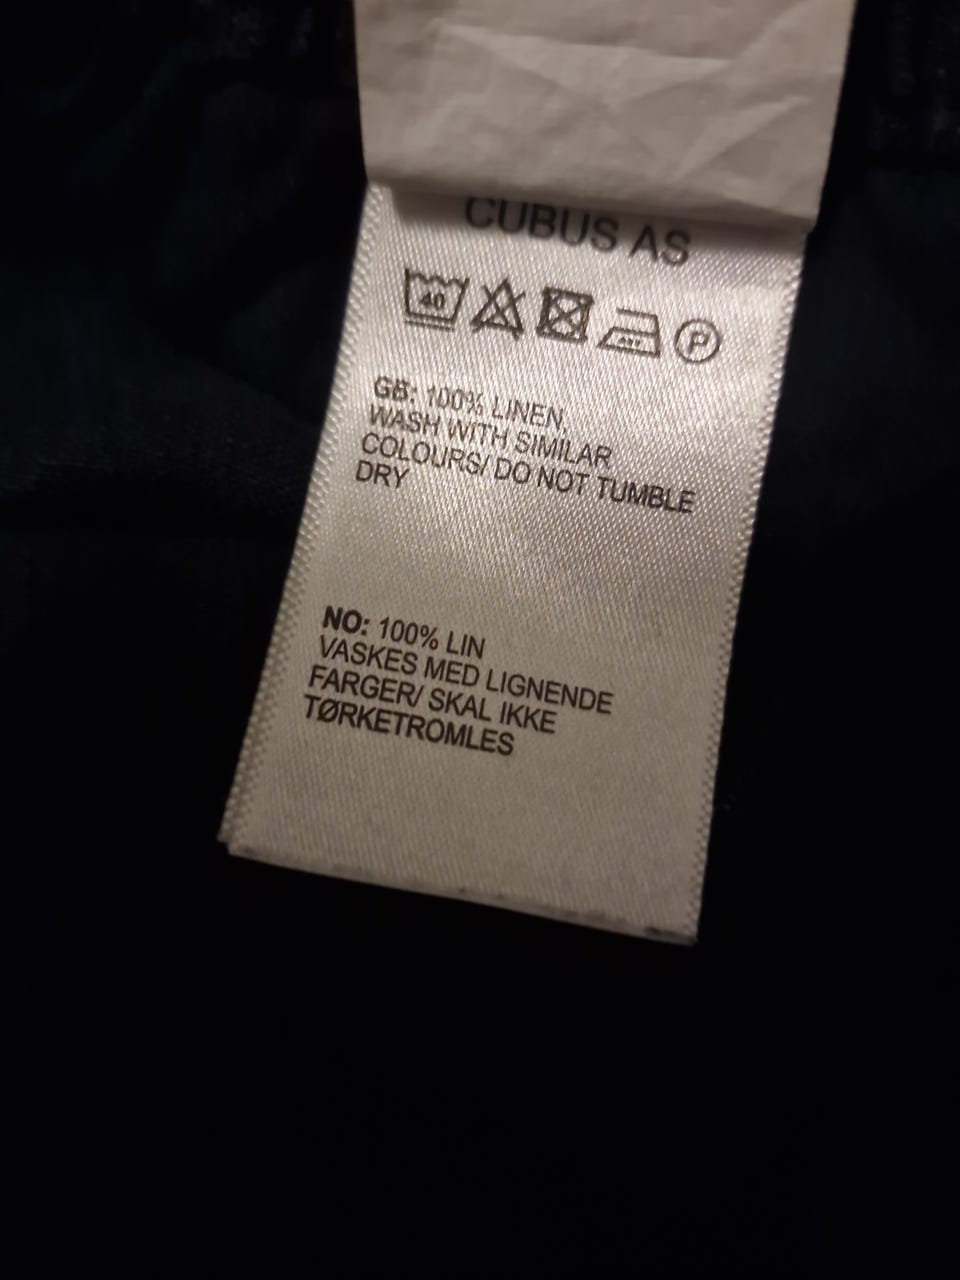 CUBUS AS
40
P
GB: 100% LINEN,
WASH WITH SIMILAR
COLOURS/ DO NOT TUMBLE
DRY
NO: 100% LIN
VASKES MED LIGNENDE
FARGER/ SKAL IKKE
TØRKETROMLES